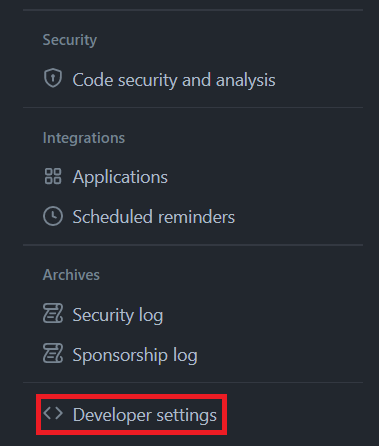 Security
Code security and analysis
Integrations
Applications
Scheduled reminders
Archives
Security log
Sponsorship log
Developer settings